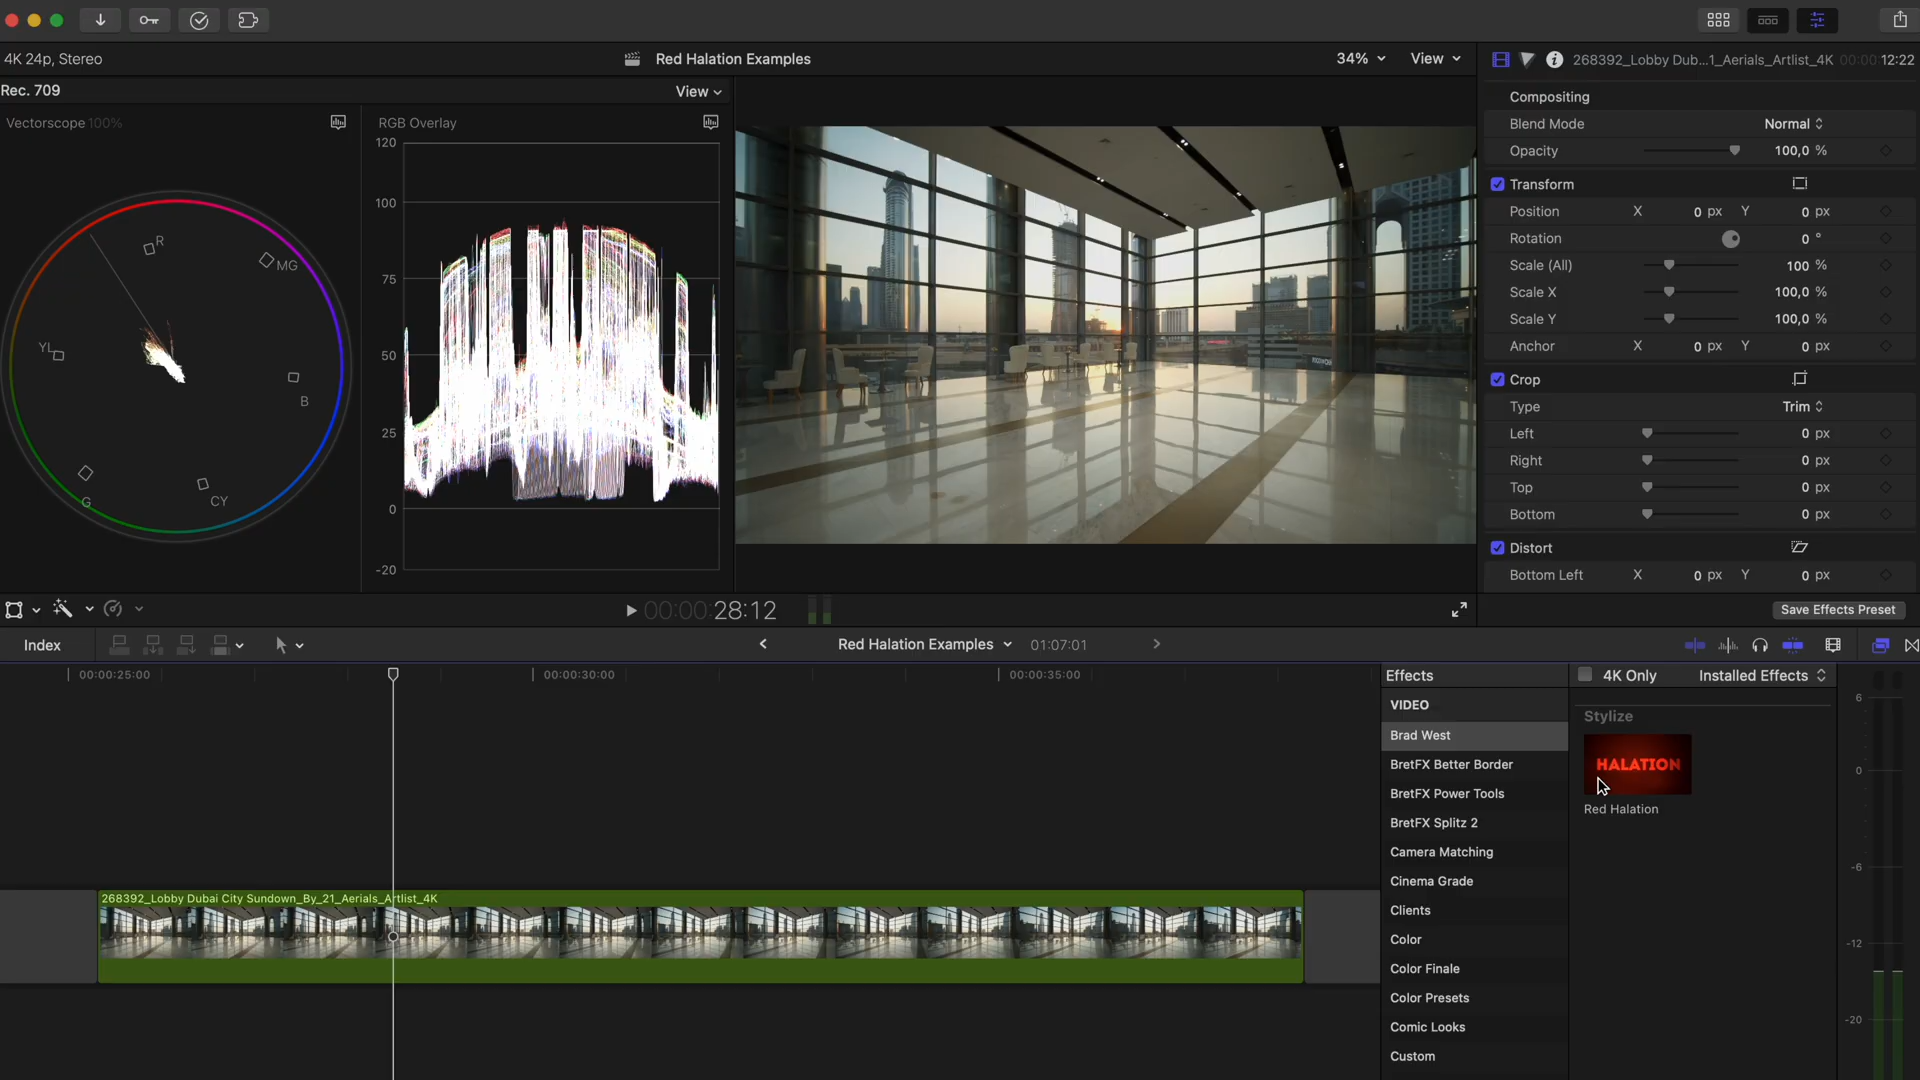 4K 24p, Stereo
Red Halation Examples
34%
View
268392_Lobby Dub...1_Aerials_Artlist_4K
00:00:12:22
Rec. 709
View
Vectorscope 100%
RGB Overlay
120
100
75
50
25
0
-20
R
MG
YL
B
G
CY
Compositing
Blend Mode
Normal
Opacity
100,0 %
Transform
Position X 0 px Y 0 px
Rotation 0 °
Scale (All) 100 %
Scale X 100,0 %
Scale Y 100,0 %
Anchor X 0 px Y 0 px
Crop
Type Trim
Left 0 px
Right 0 px
Top 0 px
Bottom 0 px
Distort
Bottom Left X 0 px Y 0 px
00:00:28:12
Save Effects Preset
Index
Red Halation Examples
01:07:01
00:00:25:00
00:00:30:00
00:00:35:00
268392_Lobby Dubai City Sundown_By_21_Aerials_Artlist_4K
Effects
4K Only
Installed Effects
VIDEO
Brad West
BretFX Better Border
BretFX Power Tools
BretFX Splitz 2
Camera Matching
Cinema Grade
Clients
Color
Color Finale
Color Presets
Comic Looks
Custom
Stylize
HALATION
Red Halation
6
0
-6
-12
-20